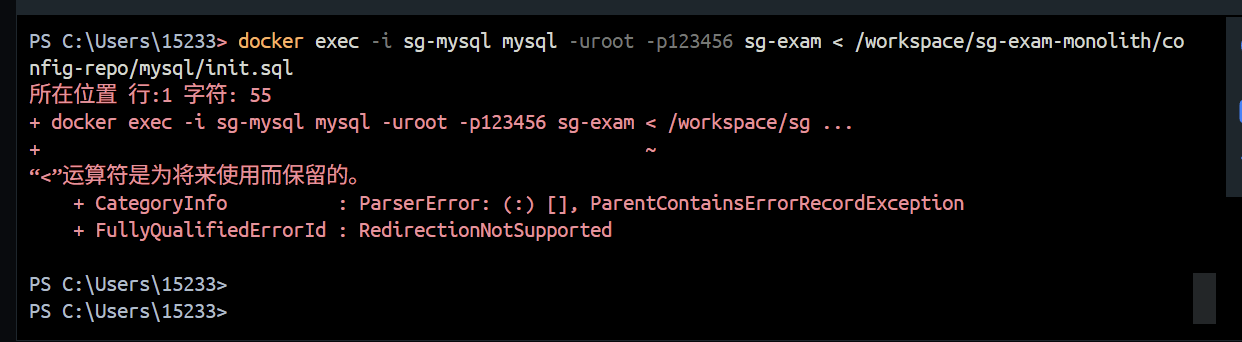 PS C:\Users\15233> docker exec -i sg-mysql mysql -uroot -p123456 sg-exam < /workspace/sg-exam-monolith/co
nfig-repo/mysql/init.sql
所在位置 行:1 字符: 55
+ docker exec -i sg-mysql mysql -uroot -p123456 sg-exam < /workspace/sg ...
+                                                       ~
“<”运算符是为将来使用而保留的。
    + CategoryInfo          : ParserError: (:) [], ParentContainsErrorRecordException
    + FullyQualifiedErrorId : RedirectionNotSupported
PS C:\Users\15233>
PS C:\Users\15233>